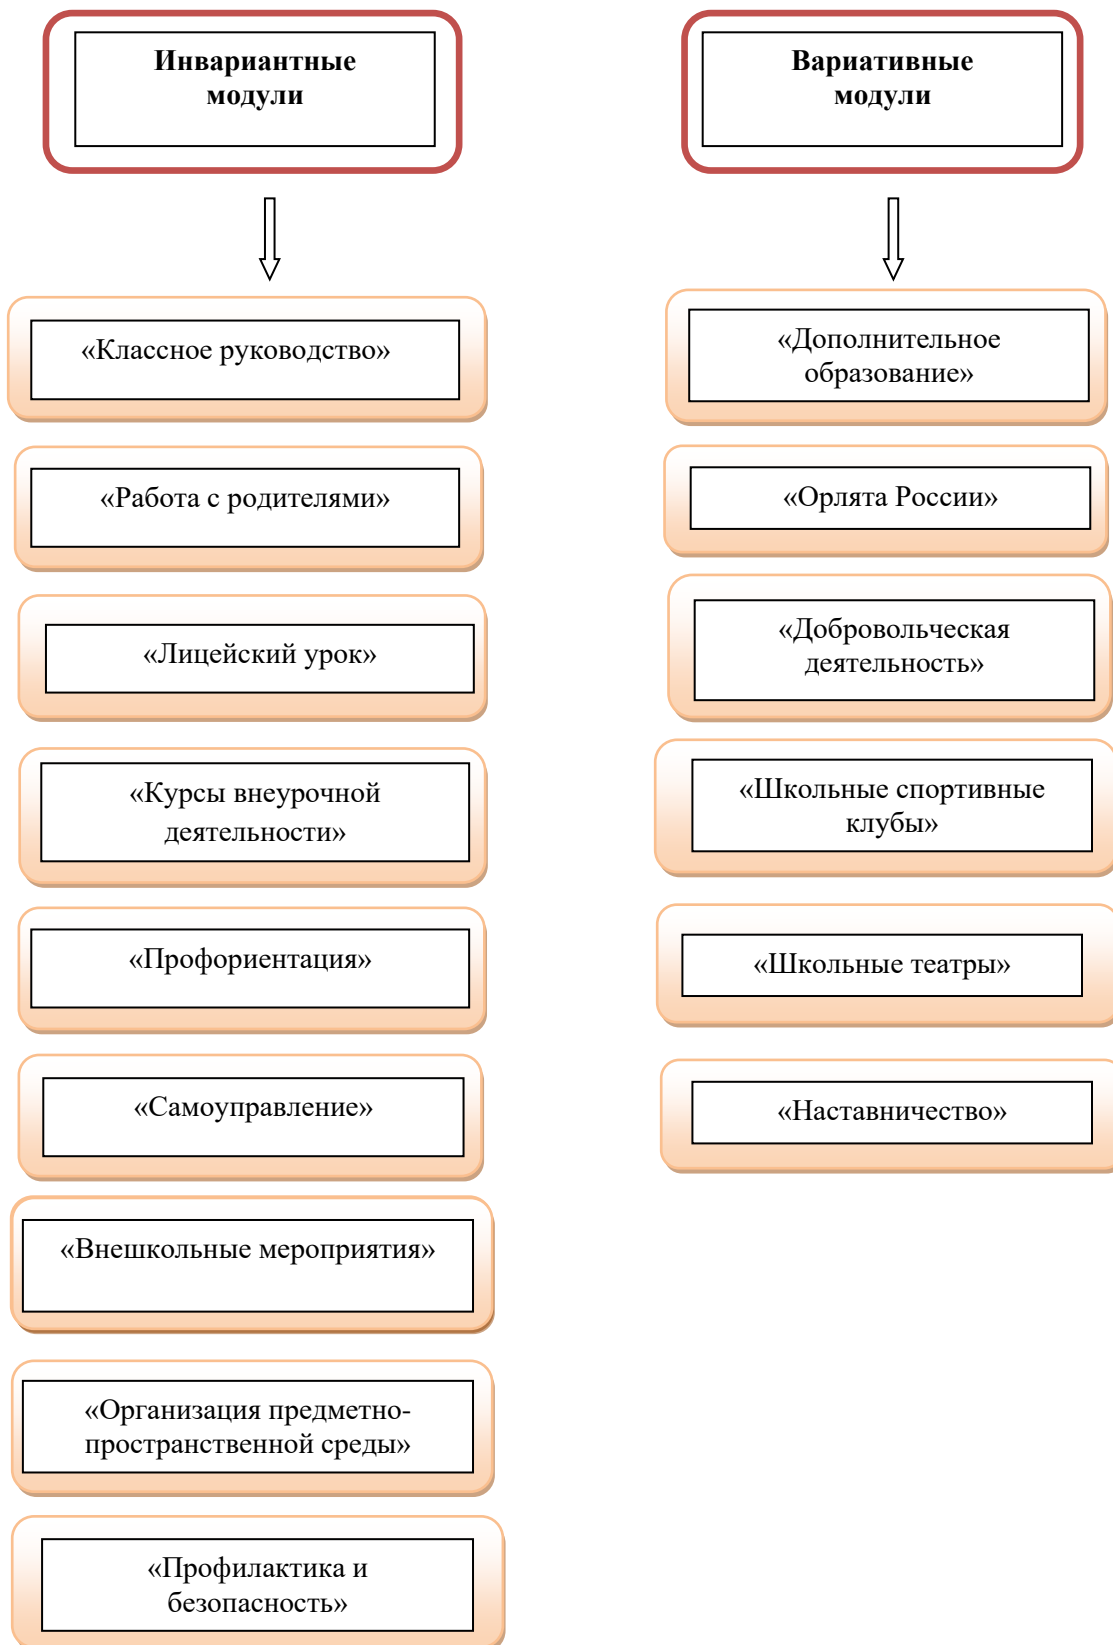 Инвариантные
модули
«Классное руководство»
«Работа с родителями»
«Лицейский урок»
«Курсы внеурочной
деятельности»
«Профориентация»
«Самоуправление»
«Внешкольные мероприятия»
«Организация предметно-
пространственной среды»
«Профилактика и
безопасность»
Вариативные
модули
«Дополнительное
образование»
«Орлята России»
«Добровольческая
деятельность»
«Школьные спортивные
клубы»
«Школьные театры»
«Наставничество»